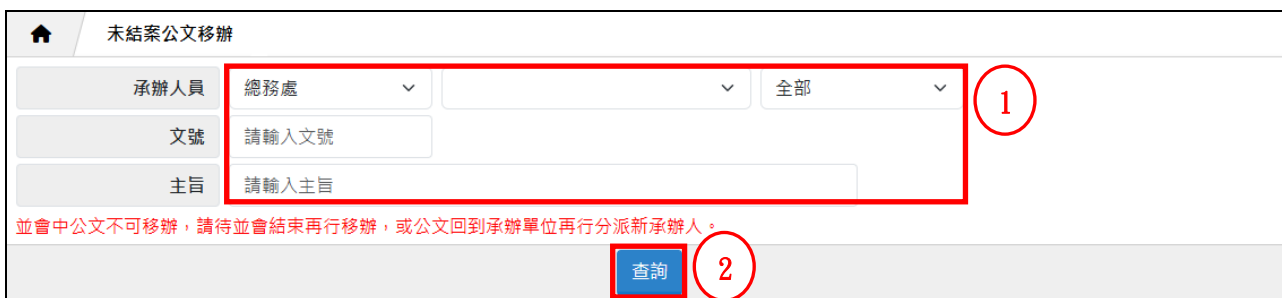 未結案公文移辦
承辦人員 總務處 全部 1
文號 請輸入文號
主旨 請輸入主旨
並會中公文不可移辦，請待並會結束再行移辦，或公文回到承辦單位再行分派新承辦人。
查詢 2